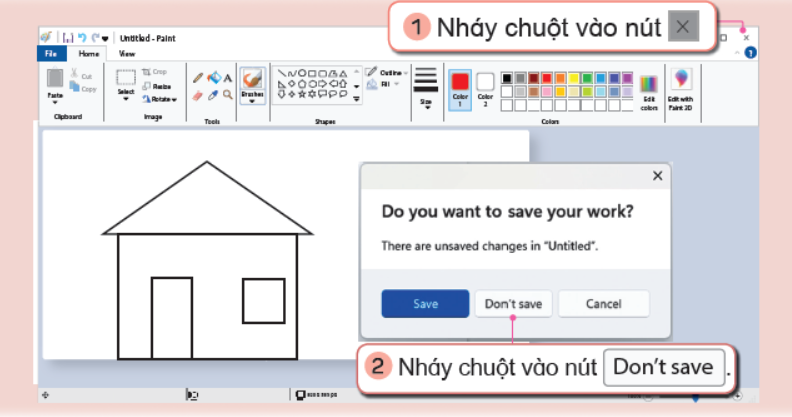 1 Nháy chuột vào nút ×
Untitled - Paint
File Home View
Paste
Cut
Copy
Clipboard
Select
Crop
Resize
Rotate
Image
Tools
Brushes
Shapes
Outline
Fill
Size
Color 1
Color 2
Colors
Edit colors
Edit with Paint 3D
Do you want to save your work?
There are unsaved changes in “Untitled”.
Save Don't save Cancel
2 Nháy chuột vào nút Don’t save .